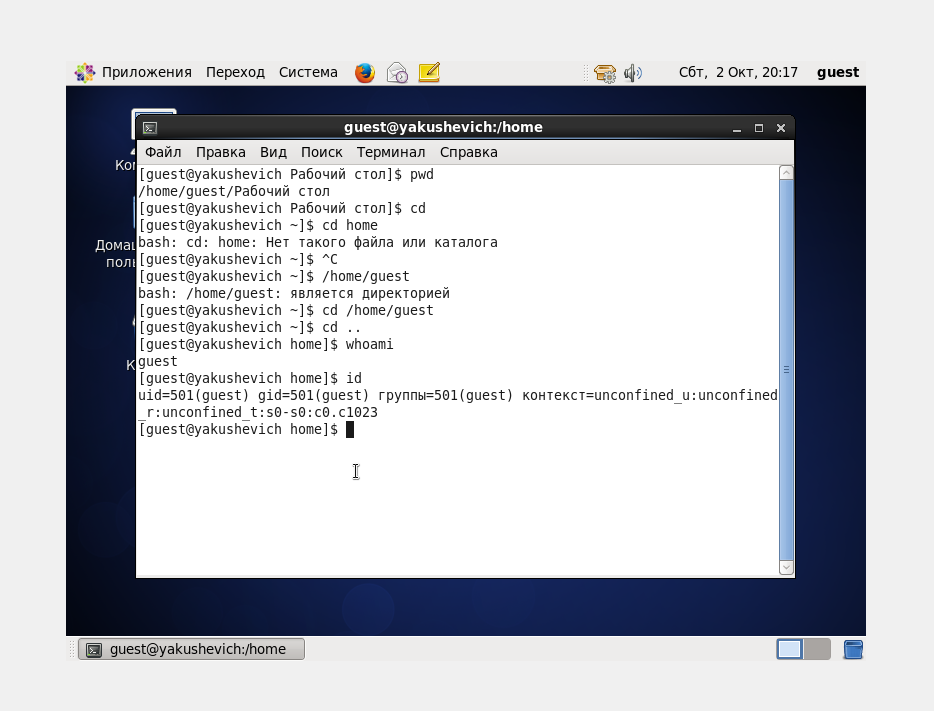 Приложения Переход Система Сбт, 2 Окт, 20:17 guest
guest@yakushevich:/home
Файл Правка Вид Поиск Терминал Справка
[guest@yakushevich Рабочий стол]$ pwd
/home/guest/Рабочий стол
[guest@yakushevich Рабочий стол]$ cd
[guest@yakushevich ~]$ cd home
bash: cd: home: Нет такого файла или каталога
[guest@yakushevich ~]$ ^C
[guest@yakushevich ~]$ /home/guest
bash: /home/guest: является директорией
[guest@yakushevich ~]$ cd /home/guest
[guest@yakushevich ~]$ cd ..
[guest@yakushevich home]$ whoami
guest
[guest@yakushevich home]$ id
uid=501(guest) gid=501(guest) группы=501(guest) контекст=unconfined_u:unconfined
_r:unconfined_t:s0-s0:c0.c1023
[guest@yakushevich home]$
guest@yakushevich:/home